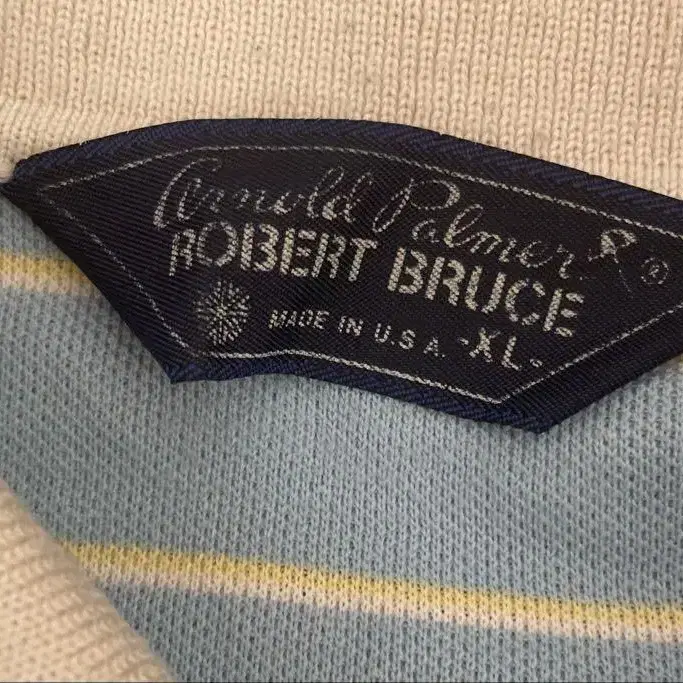 Arnold Palmer ®
ROBERT BRUCE
MADE IN U.S.A. -XL-